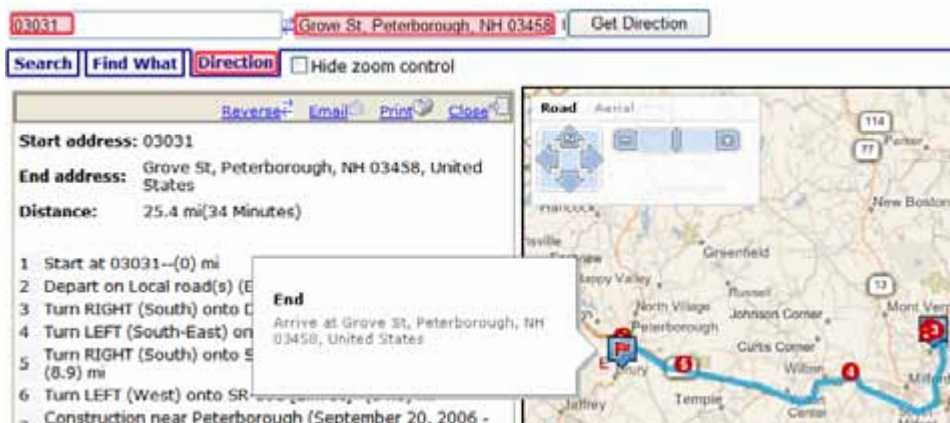 03031 Grove St, Peterborough, NH 03458 Get Direction
Search Find What Direction Hide zoom control
Reverse Email Print Close
Start address: 03031
End address: Grove St, Peterborough, NH 03458, United States
Distance: 25.4 mi(34 Minutes)
1 Start at 03031--(0) mi
2 Depart on Local road(s) (E
3 Turn RIGHT (South) onto
4 Turn LEFT (South-East) on
5 Turn RIGHT (South) onto S
(8.9) mi
6 Turn LEFT (West) onto
Construction near Peterborough (September 20, 2006 -
End
Arrive at Grove St, Peterborough, NH
03458, United States
Road Aerial
114
77
Parker
New Boston
Hancock
Greenfield
Happy Valley
Russell
13
North Village
Johnson Corner
Mont Ver
Peterborough
3
Curtis Corner
E
5
Wilton
4
Milford
Jaffrey
Temple
Center